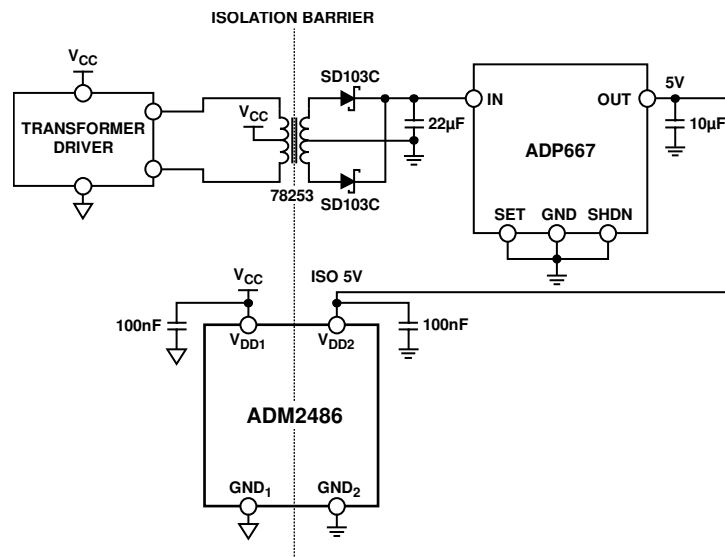 ISOLATION BARRIER
VCC
TRANSFORMER
DRIVER
VCC
78253
SD103C
SD103C
22µF
IN
OUT
ADP667
SET
GND
SHDN
5V
10µF
VCC
ISO 5V
100nF
100nF
VDD1
VDD2
ADM2486
GND1
GND2